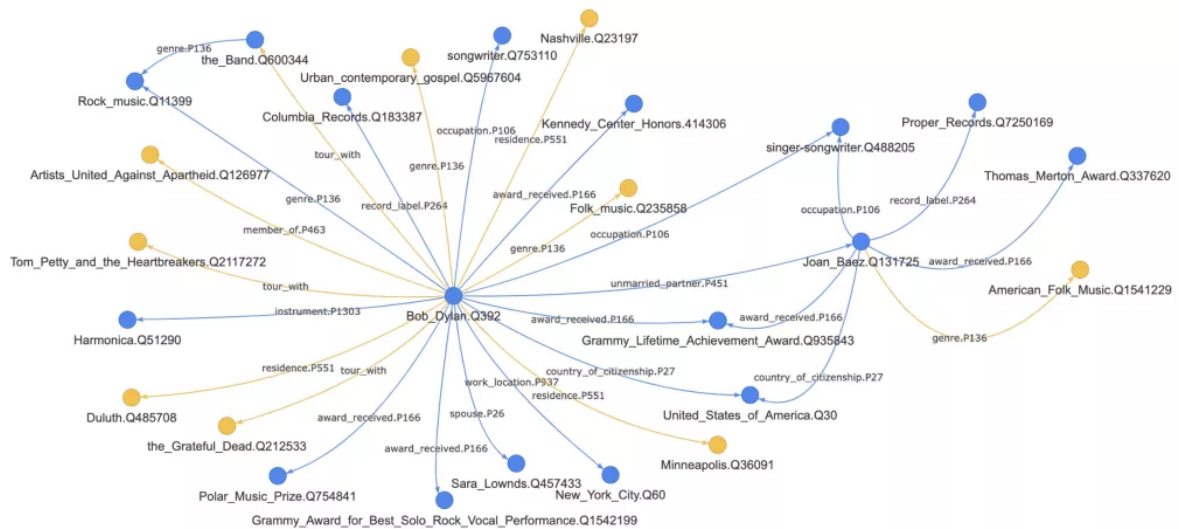 Nashville.Q23197
genre.P136
the_Band.Q600344
songwriter.Q753110
Urban_contemporary_gospel.Q5967604
Rock_music.Q11399
Columbia_Records.Q183387
Kennedy_Center_Honors.414306
Proper_Records.Q7250169
occupation.P106
residence.P551
singer-songwriter.Q488205
tour_with
genre.P136
Artists_United_Against_Apartheid.Q126977
Thomas_Merton_Award.Q337620
genre.P136
record_label.P264
award_received.P166
Folk_music.Q235858
occupation.P106
record_label.P264
member_of.P463
genre.P136
occupation.P106
Tom_Petty_and_the_Heartbreakers.Q2117272
Joan_Baez.Q131725
award_received.P166
tour_with
unmarried_partner.P451
American_Folk_Music.Q1541229
instrument.P1303
Bob_Dylan.Q392
award_received.P166
award_received.P166
Harmonica.Q51290
Grammy_Lifetime_Achievement_Award.Q935843
genre.P136
residence.P551
tour_with
country_of_citizenship.P27
country_of_citizenship.P27
work_location.P937
residence.P551
Duluth.Q485708
award_received.P166
spouse.P26
United_States_of_America.Q30
the_Grateful_Dead.Q212533
award_received.P166
Minneapolis.Q36091
Sara_Lownds.Q457433
Polar_Music_Prize.Q754841
New_York_City.Q60
Grammy_Award_for_Best_Solo_Rock_Vocal_Performance.Q1542199